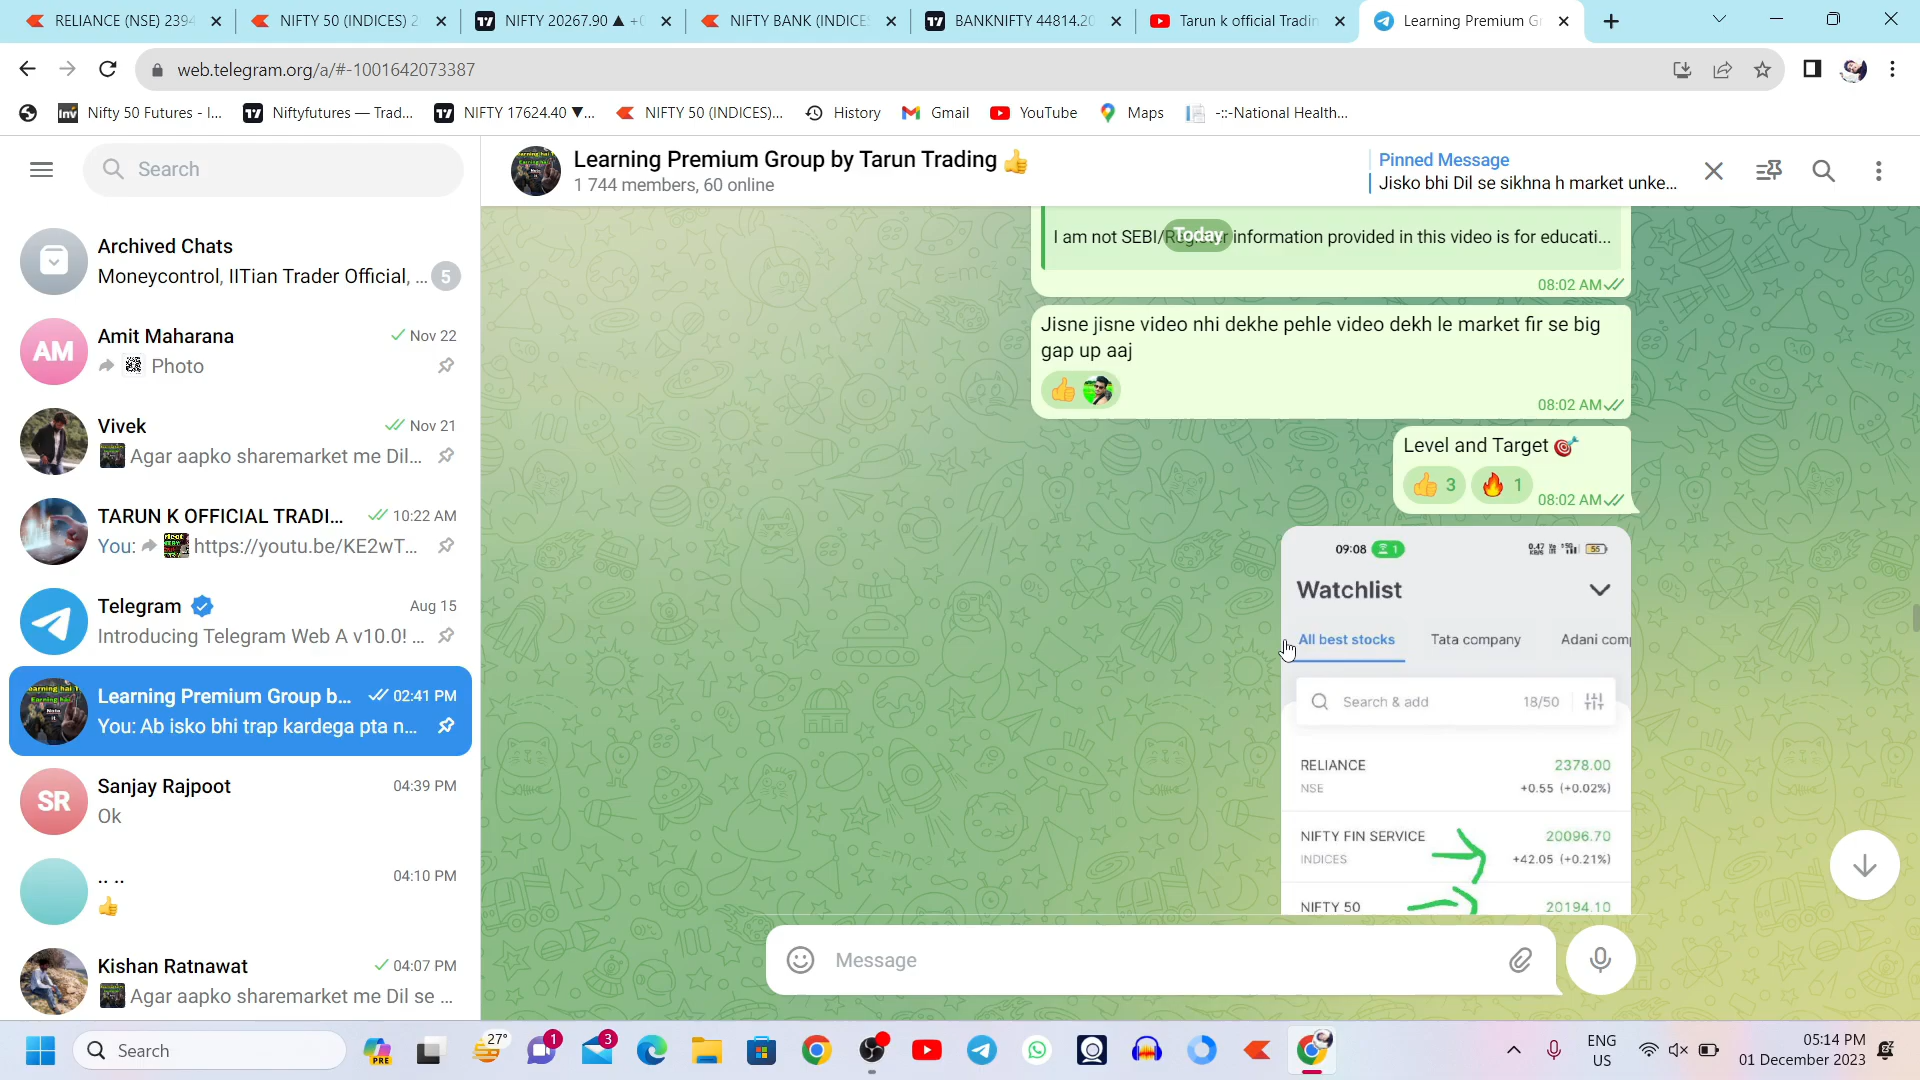 RELIANCE (NSE) 2394
NIFTY 50 (INDICES) 2
NIFTY 20267.90 ▲ +0
NIFTY BANK (INDICES
BANKNIFTY 44814.20
Tarun k official Tradin
Learning Premium Gr
web.telegram.org/a/#-1001642073387
Nifty 50 Futures - I...
Niftyfutures — Trad...
NIFTY 17624.40 ▼...
NIFTY 50 (INDICES)...
History
Gmail
YouTube
Maps
-::-National Health...
Search
Learning Premium Group by Tarun Trading 👍
1 744 members, 60 online
Pinned Message
Jisko bhi Dil se sikhna h market unke...
Archived Chats
Moneycontrol, IITian Trader Official, ... 5
AM
Amit Maharana Nov 22
Photo
Vivek Nov 21
Agar aapko sharemarket me Dil...
TARUN K OFFICIAL TRADI... 10:22 AM
You: https://youtu.be/KE2wT...
Telegram Aug 15
Introducing Telegram Web A v10.0! ...
Learning Premium Group b... 02:41 PM
You: Ab isko bhi trap kardega pta n...
SR
Sanjay Rajpoot 04:39 PM
Ok
.. .. 04:10 PM
👍
Kishan Ratnawat 04:07 PM
Agar aapko sharemarket me Dil se ...
Today
I am not SEBI/ information provided in this video is for educati...
08:02 AM
Jisne jisne video nhi dekhe pehle video dekh le market fir se big
gap up aaj
👍
08:02 AM
Level and Target 🎯
👍 3 🔥 1 08:02 AM
09:08 1 55
Watchlist
All best stocks Tata company Adani com
Search & add 18/50
RELIANCE 2378.00
NSE +0.55 (+0.02%)
NIFTY FIN SERVICE 20096.70
INDICES +42.05 (+0.21%)
NIFTY 50 20194.10
Message
Search
PRE
27°
1
3
ENG
US
05:14 PM
01 December 2023